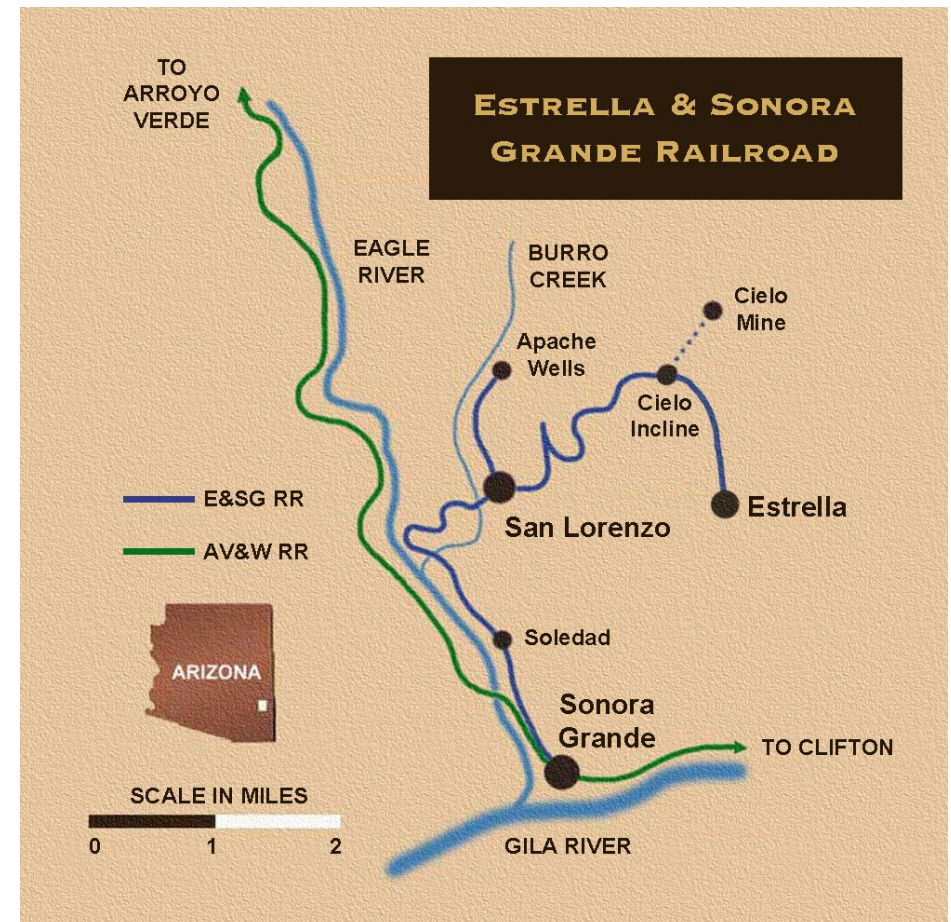 TO
ARROYO
VERDE
ESTRELLA & SONORA
GRANDE RAILROAD
EAGLE
RIVER
BURRO
CREEK
Cielo
Mine
Apache
Wells
Cielo
Incline
E&SG RR
San Lorenzo
Estrella
AV&W RR
ARIZONA
Soledad
Sonora
Grande
TO CLIFTON
SCALE IN MILES
0 1 2
GILA RIVER